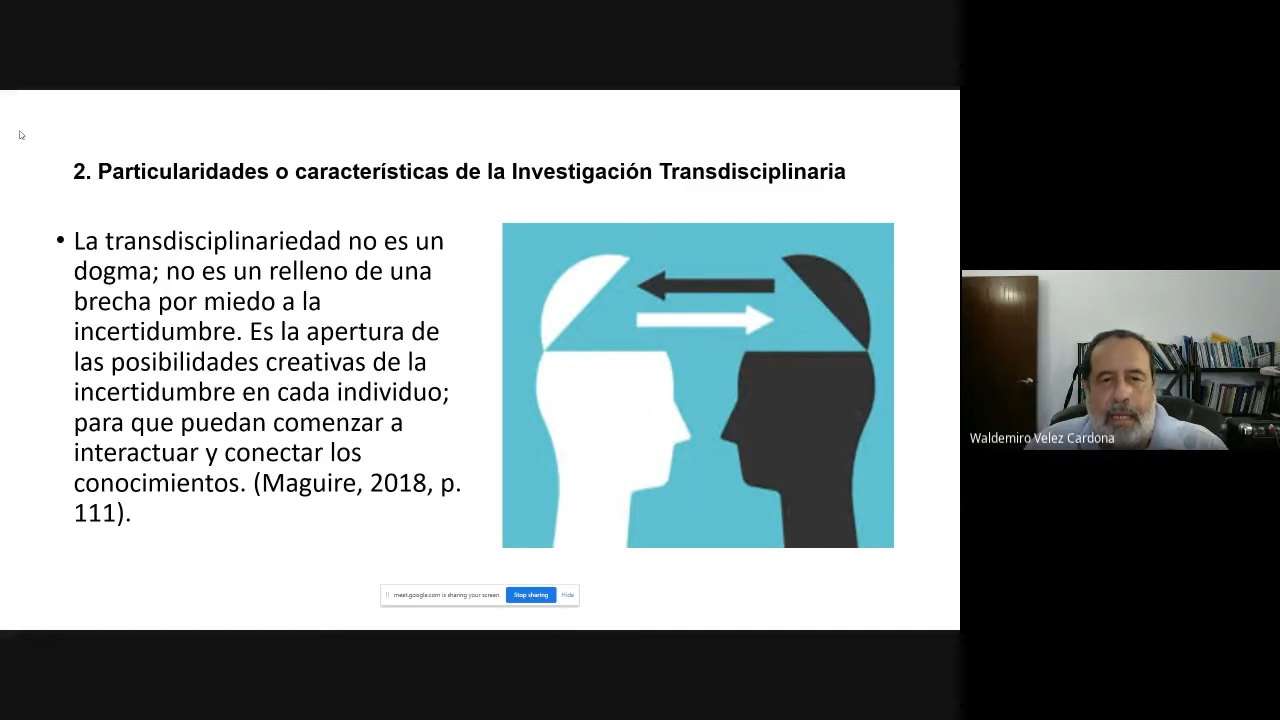 2. Particularidades o características de la Investigación Transdisciplinaria
• La transdisciplinariedad no es un
dogma; no es un relleno de una
brecha por miedo a la
incertidumbre. Es la apertura de
las posibilidades creativas de la
incertidumbre en cada individuo;
para que puedan comenzar a
interactuar y conectar los
conocimientos. (Maguire, 2018, p.
111).
meet.google.com is sharing your screen.
Stop sharing
Hide
Waldemiro Velez Cardona